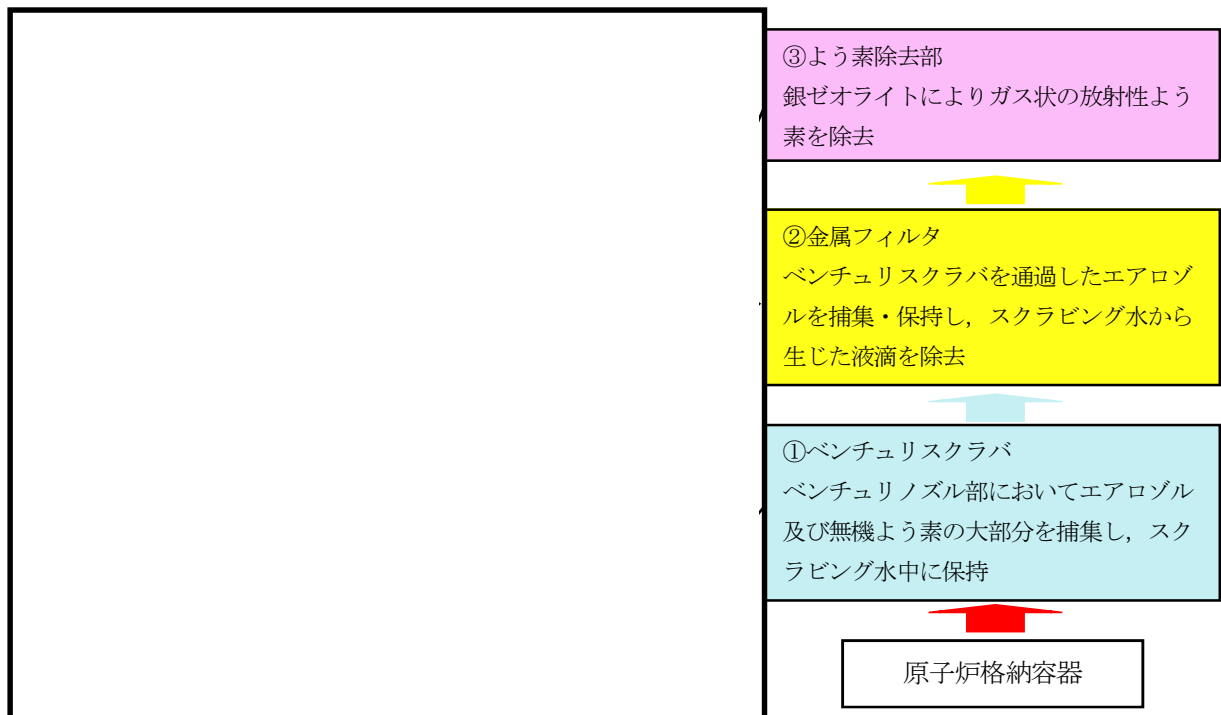 ③よう素除去部
銀ゼオライトによりガス状の放射性よう
素を除去
②金属フィルタ
ベンチュリスクラバを通過したエアロゾ
ルを捕集・保持し，スクラビング水から
生じた液滴を除去
①ベンチュリスクラバ
ベンチュリノズル部においてエアロゾル
及び無機よう素の大部分を捕集し，スク
ラビング水中に保持
原子炉格納容器